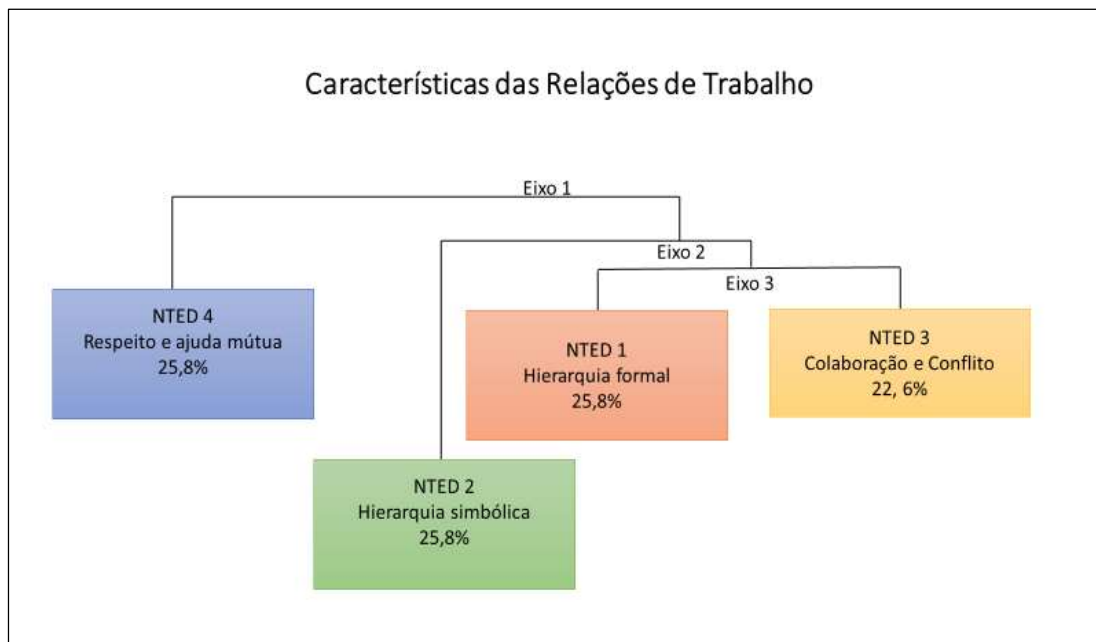 Características das Relações de Trabalho
Eixo 1
Eixo 2
Eixo 3
NTED 4
Respeito e ajuda mútua
25,8%
NTED 1
Hierarquia formal
25,8%
NTED 3
Colaboração e Conflito
22, 6%
NTED 2
Hierarquia simbólica
25,8%